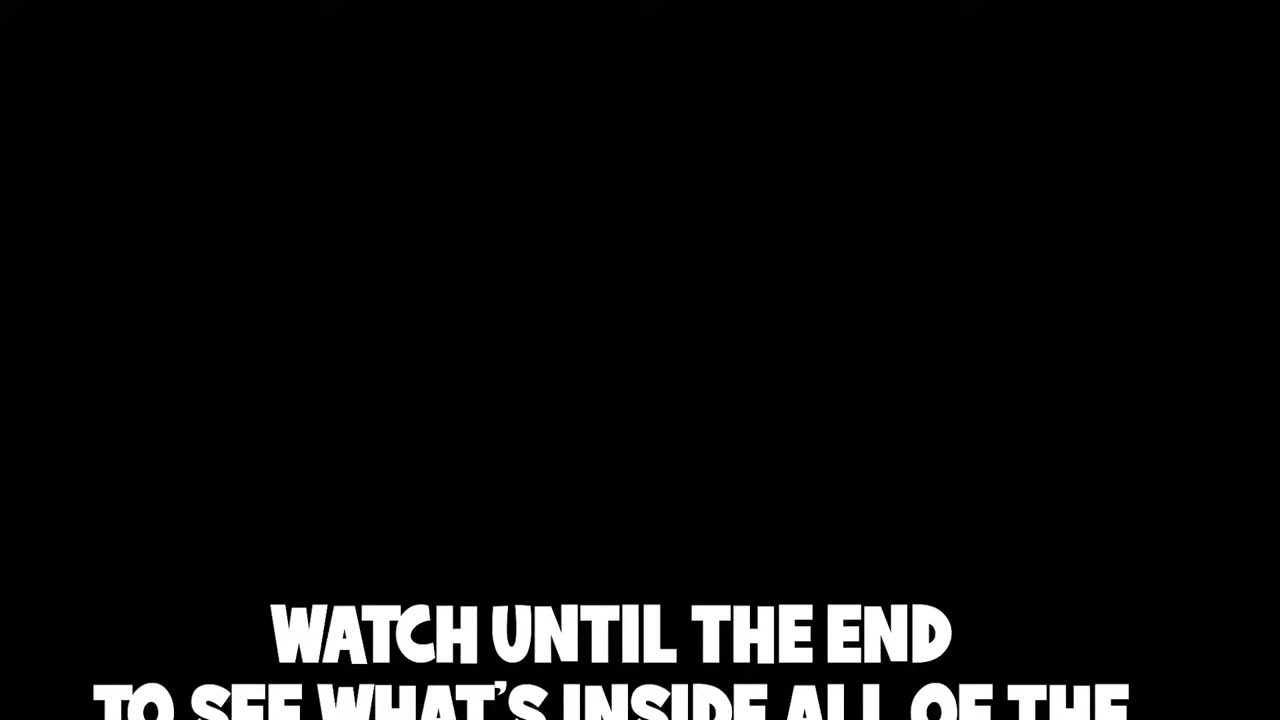 WATCH UNTIL THE END
TO SEE WHAT'S INSIDE ALL OF THE